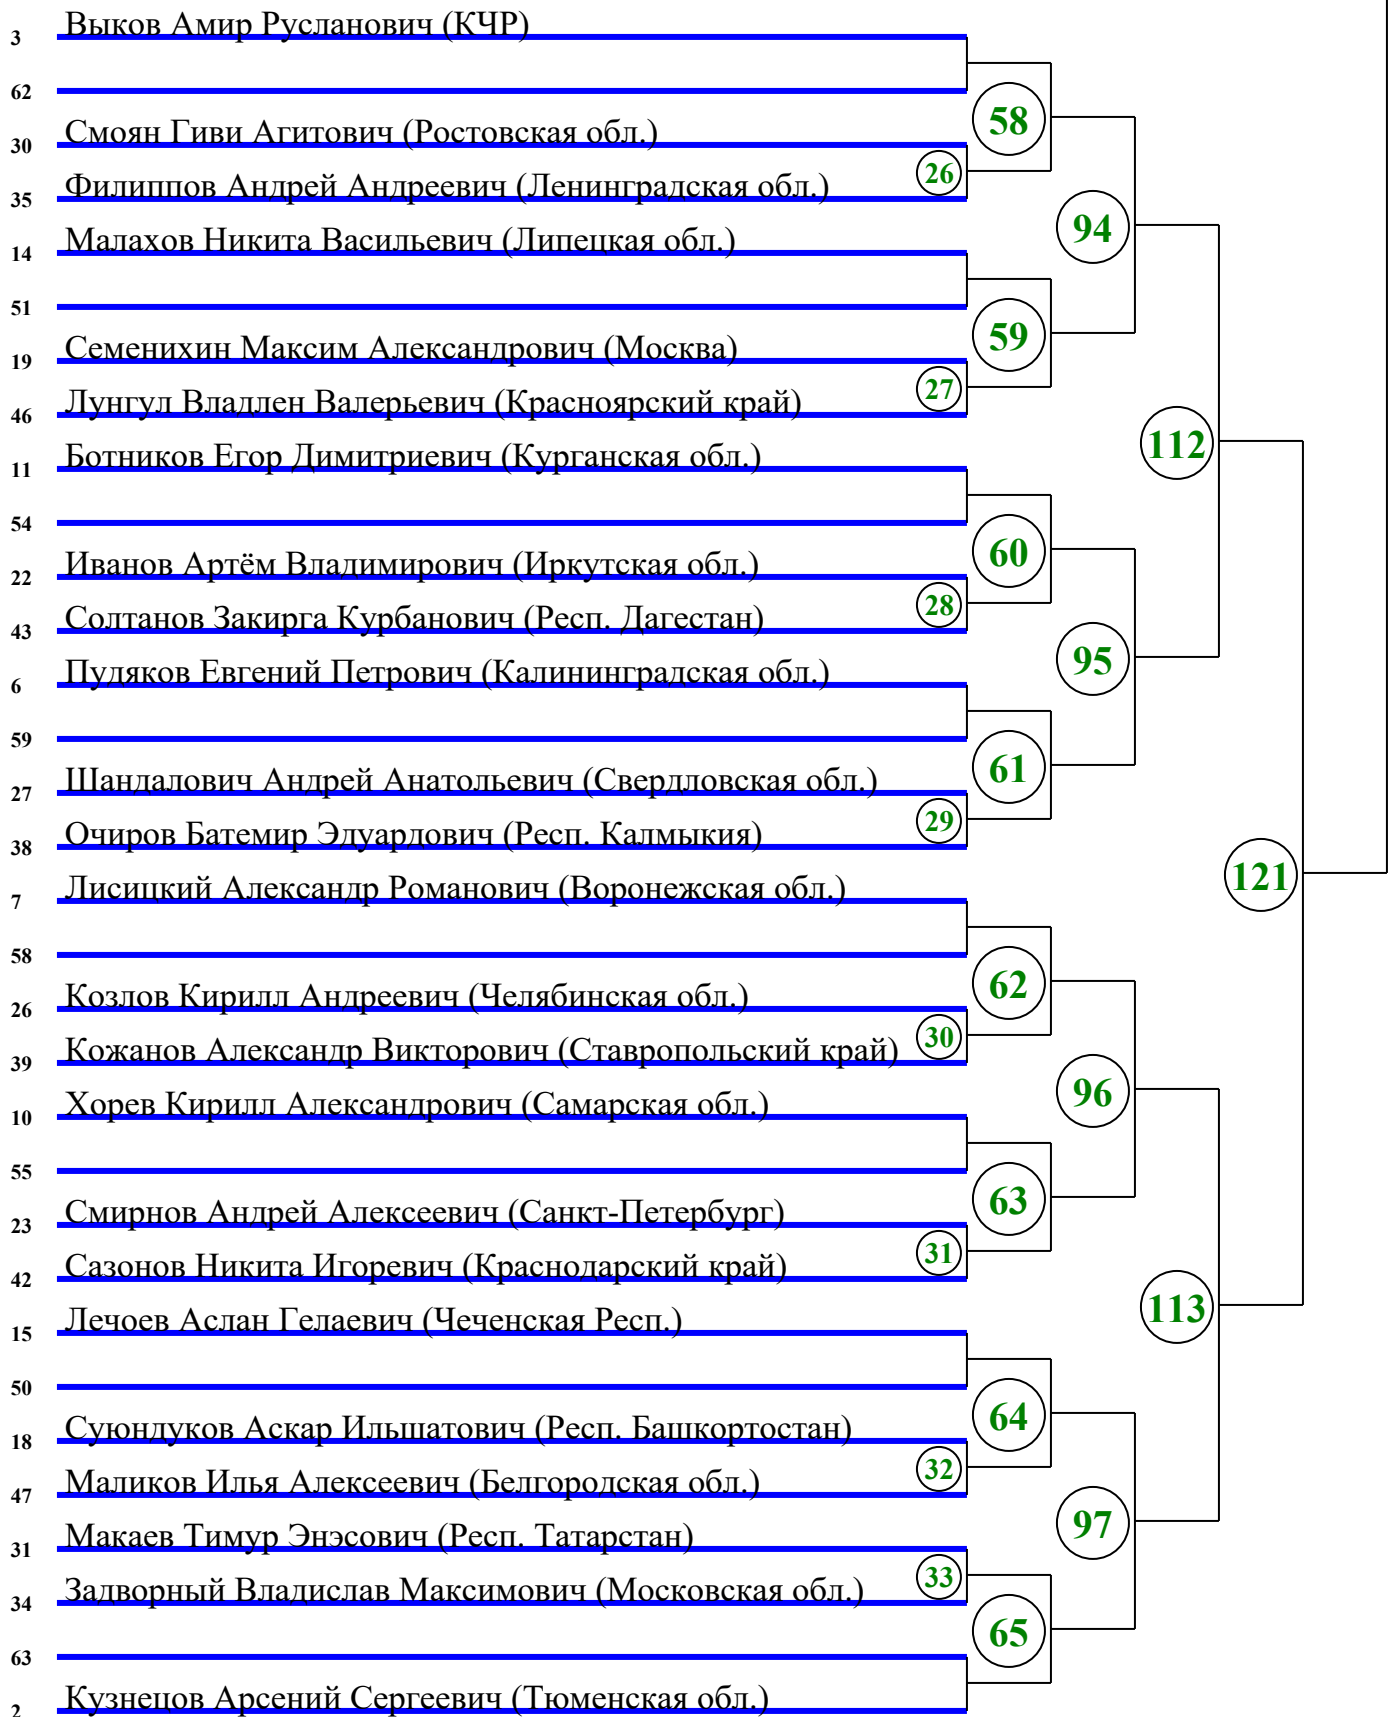 3 Выков Амир Русланович (КЧР)
62
58
30 Смоян Гиви Агитович (Ростовская обл.)
26
35 Филиппов Андрей Андреевич (Ленинградская обл.)
94
14 Малахов Никита Васильевич (Липецкая обл.)
51
59
19 Семенихин Максим Александрович (Москва)
27
46 Лунгул Владлен Валерьевич (Красноярский край)
112
11 Ботников Егор Димитриевич (Курганская обл.)
54
60
22 Иванов Артём Владимирович (Иркутская обл.)
28
43 Солтанов Закирга Курбанович (Респ. Дагестан)
95
6 Пудяков Евгений Петрович (Калининградская обл.)
59
61
27 Шандалович Андрей Анатольевич (Свердловская обл.)
29
38 Очиров Батемир Эдуардович (Респ. Калмыкия)
121
7 Лисицкий Александр Романович (Воронежская обл.)
58
62
26 Козлов Кирилл Андреевич (Челябинская обл.)
30
39 Кожанов Александр Викторович (Ставропольский край)
96
10 Хорев Кирилл Александрович (Самарская обл.)
55
63
23 Смирнов Андрей Алексеевич (Санкт-Петербург)
31
42 Сазонов Никита Игоревич (Краснодарский край)
113
15 Лечоев Аслан Гелаевич (Чеченская Респ.)
50
64
18 Суюндуков Аскар Ильшатович (Респ. Башкортостан)
32
47 Маликов Илья Алексеевич (Белгородская обл.)
97
31 Макаев Тимур Энэсович (Респ. Татарстан)
33
34 Задворный Владислав Максимович (Московская обл.)
65
63
2 Кузнецов Арсений Сергеевич (Тюменская обл.)